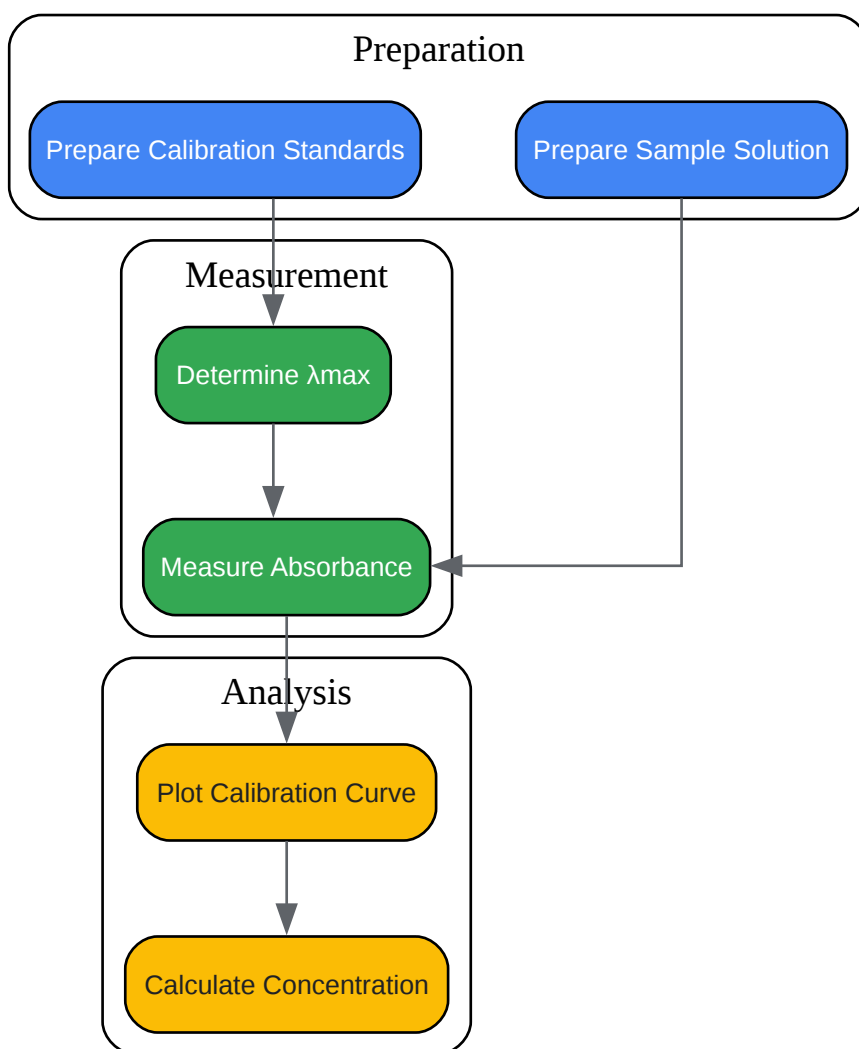 Preparation
Prepare Calibration Standards
Prepare Sample Solution
Measurement
Determine λmax
Measure Absorbance
Analysis
Plot Calibration Curve
Calculate Concentration